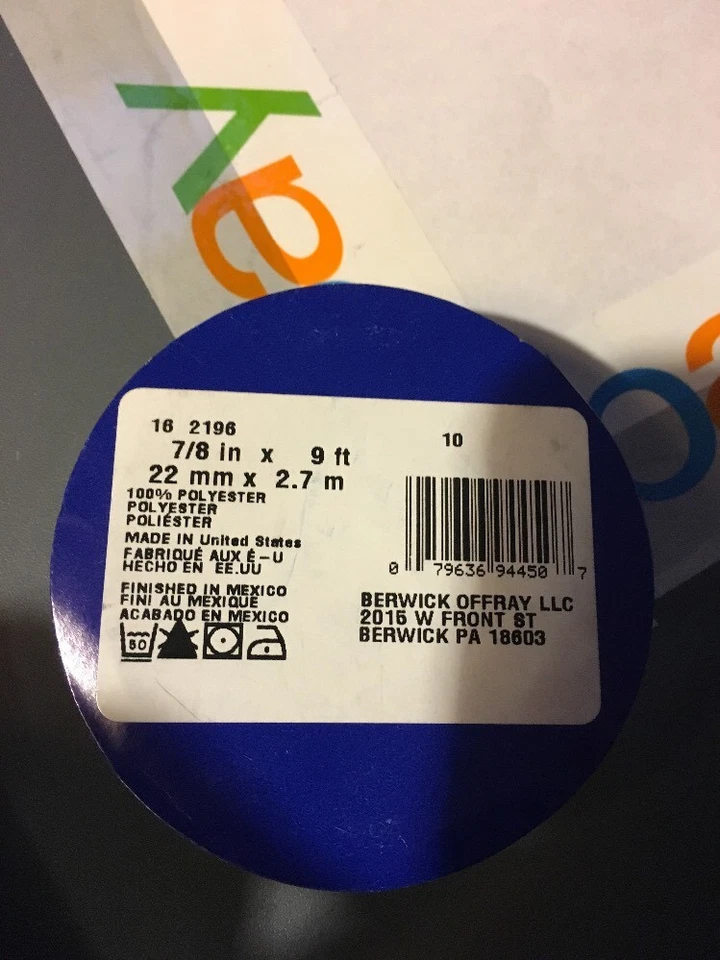 ay
16 2196
7/8 in x 9 ft
22 mm x 2.7 m
100% POLYESTER
POLYESTER
POLIÉSTER
MADE IN United States
FABRIQUÉ AUX É-U
HECHO EN EE.UU
FINISHED IN MEXICO
FINI AU MEXIQUE
ACABADO EN MEXICO
50
10
0 79636 94450 7
BERWICK OFFRAY LLC
2015 W FRONT ST
BERWICK PA 18603